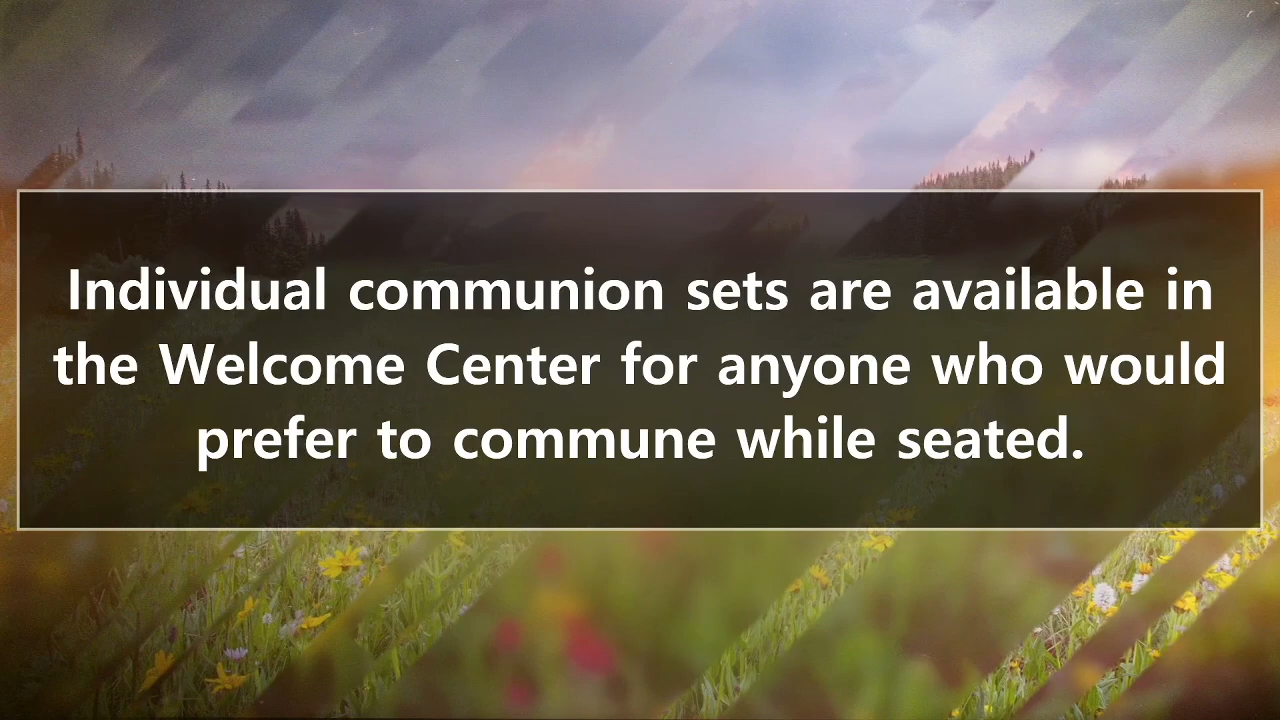 Individual communion sets are available in
the Welcome Center for anyone who would
prefer to commune while seated.